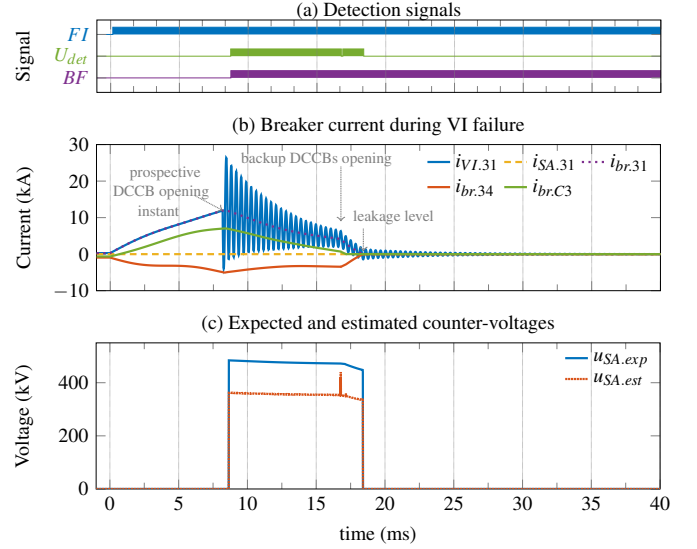 (a) Detection signals
Signal
FI
U_det
BF
(b) Breaker current during VI failure
Current (kA)
30
20
10
0
−10
prospective
DCCB opening
instant
backup DCCBs opening
leakage level
i_VI.31 i_SA.31 i_br.31
i_br.34 i_br.C3
(c) Expected and estimated counter-voltages
Voltage (kV)
400
200
0
u_SA.exp
u_SA.est
0 5 10 15 20 25 30 35 40
time (ms)